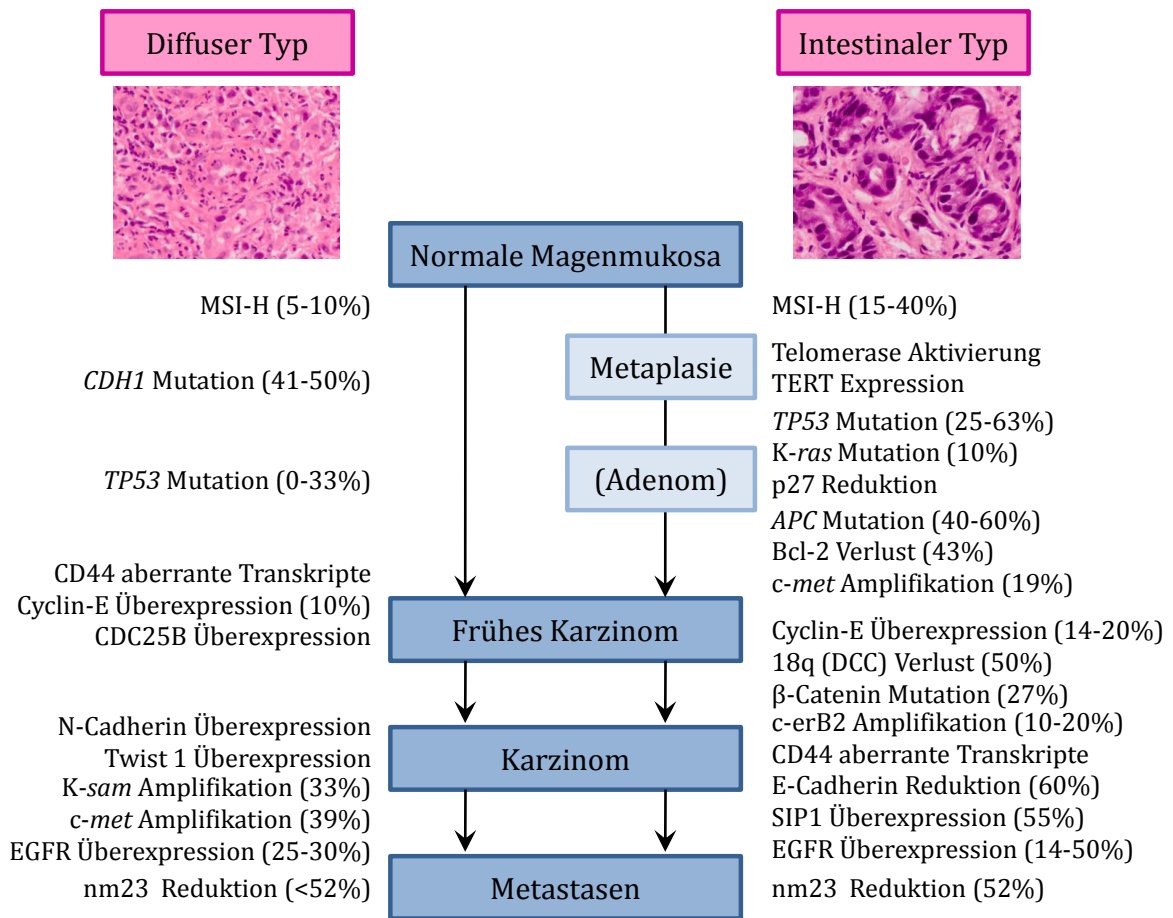 Diffuser Typ
Intestinaler Typ
Normale Magenmukosa
MSI-H (5-10%)
MSI-H (15-40%)
Metaplasie
Telomerase Aktivierung
TERT Expression
CDH1 Mutation (41-50%)
TP53 Mutation (25-63%)
K-ras Mutation (10%)
p27 Reduktion
(Adenom)
TP53 Mutation (0-33%)
APC Mutation (40-60%)
Bcl-2 Verlust (43%)
c-met Amplifikation (19%)
CD44 aberrante Transkripte
Cyclin-E Überexpression (10%)
CDC25B Überexpression
Frühes Karzinom
Cyclin-E Überexpression (14-20%)
18q (DCC) Verlust (50%)
β-Catenin Mutation (27%)
c-erB2 Amplifikation (10-20%)
CD44 aberrante Transkripte
E-Cadherin Reduktion (60%)
SIP1 Überexpression (55%)
EGFR Überexpression (14-50%)
N-Cadherin Überexpression
Twist 1 Überexpression
K-sam Amplifikation (33%)
c-met Amplifikation (39%)
EGFR Überexpression (25-30%)
Karzinom
nm23 Reduktion (<52%)
Metastasen
nm23 Reduktion (52%)